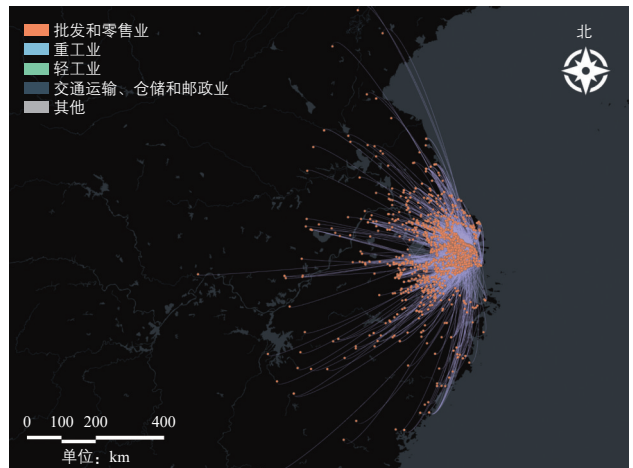 批发和零售业
重工业
轻工业
交通运输、仓储和邮政业
其他
北
0 100 200 400
单位：km